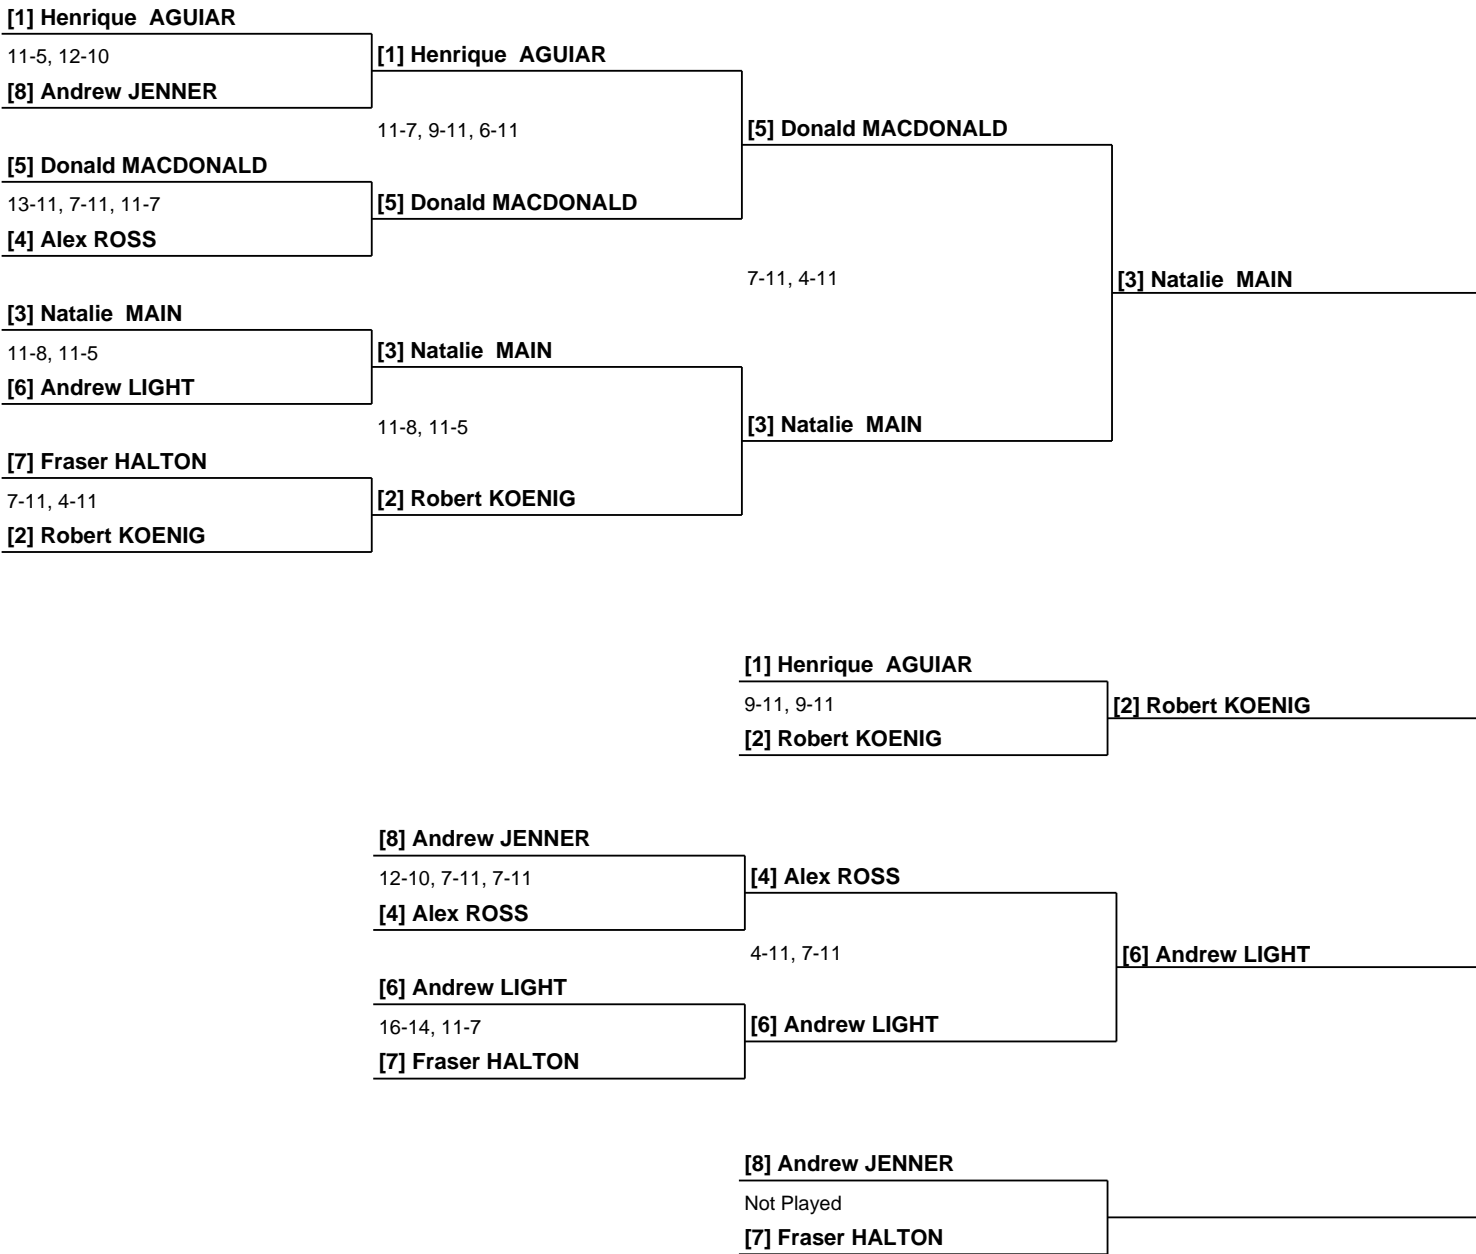 [1] Henrique  AGUIAR
11-5, 12-10
[8] Andrew JENNER
[5] Donald MACDONALD
13-11, 7-11, 11-7
[4] Alex ROSS
[3] Natalie  MAIN
11-8, 11-5
[6] Andrew LIGHT
[7] Fraser HALTON
7-11, 4-11
[2] Robert KOENIG
[1] Henrique  AGUIAR
11-7, 9-11, 6-11
[5] Donald MACDONALD
[3] Natalie  MAIN
11-8, 11-5
[2] Robert KOENIG
[5] Donald MACDONALD
7-11, 4-11
[3] Natalie  MAIN
[3] Natalie  MAIN
[1] Henrique  AGUIAR
9-11, 9-11
[2] Robert KOENIG
[2] Robert KOENIG
[8] Andrew JENNER
12-10, 7-11, 7-11
[4] Alex ROSS
[6] Andrew LIGHT
16-14, 11-7
[7] Fraser HALTON
[4] Alex ROSS
4-11, 7-11
[6] Andrew LIGHT
[6] Andrew LIGHT
[8] Andrew JENNER
Not Played
[7] Fraser HALTON